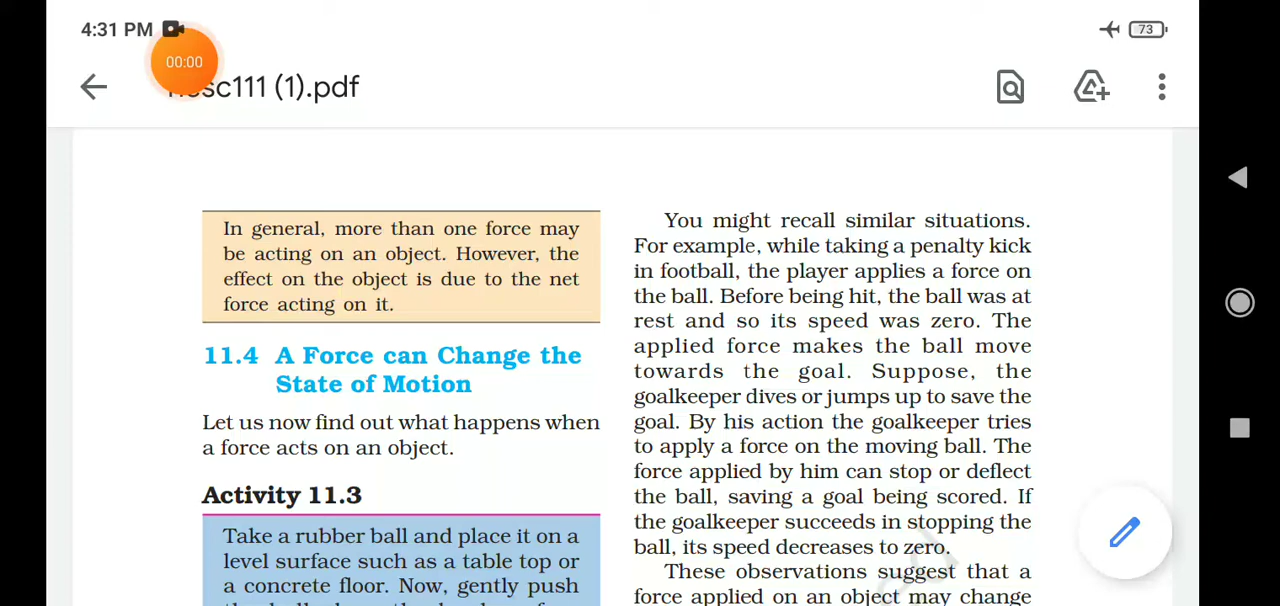 4:31 PM
73
00:00
sc111 (1).pdf
In general, more than one force may
be acting on an object. However, the
effect on the object is due to the net
force acting on it.
11.4 A Force can Change the
State of Motion
Let us now find out what happens when
a force acts on an object.
Activity 11.3
Take a rubber ball and place it on a
level surface such as a table top or
a concrete floor. Now, gently push
You might recall similar situations.
For example, while taking a penalty kick
in football, the player applies a force on
the ball. Before being hit, the ball was at
rest and so its speed was zero. The
applied force makes the ball move
towards the goal. Suppose, the
goalkeeper dives or jumps up to save the
goal. By his action the goalkeeper tries
to apply a force on the moving ball. The
force applied by him can stop or deflect
the ball, saving a goal being scored. If
the goalkeeper succeeds in stopping the
ball, its speed decreases to zero.
These observations suggest that a
force applied on an object may change